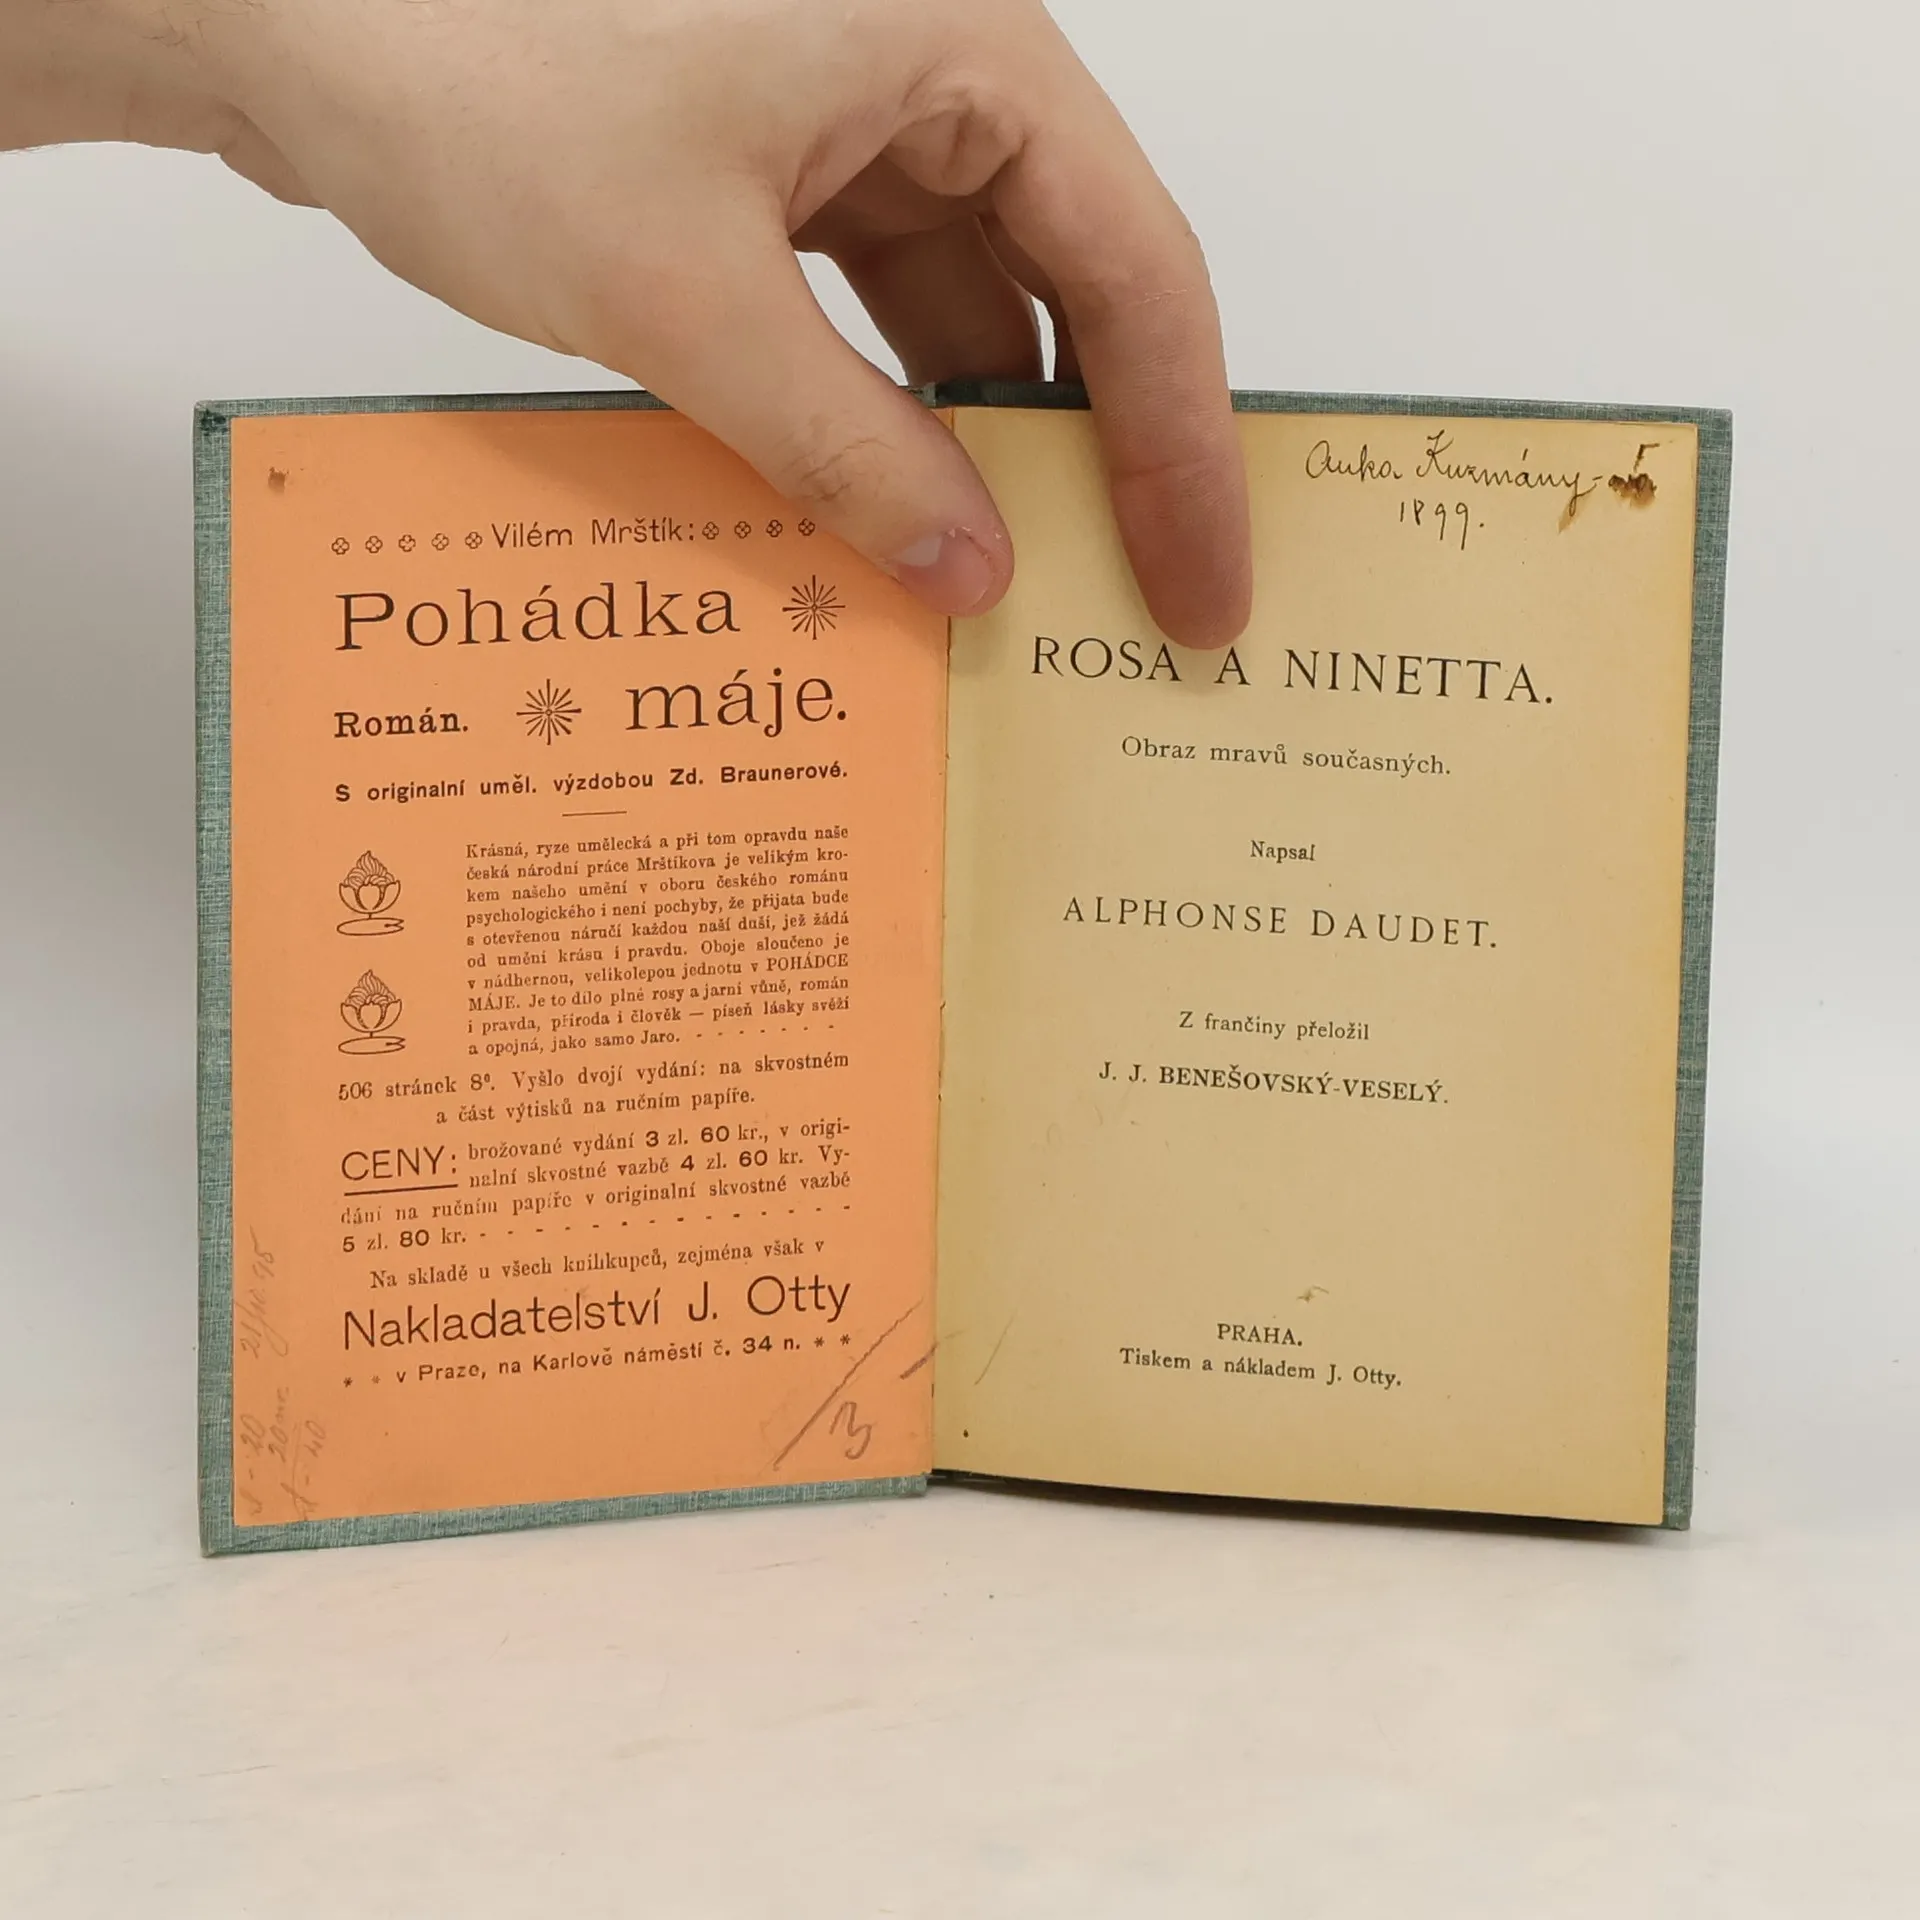 Vilém Mrštík:
Pohádka
Román. máje.
S originalní uměl. výzdobou Zd. Braunerové.
Krásná, ryze umělecká a při tom opravdu naše
česká národní práce Mrštíkova je velikým kro-
kem našeho umění v oboru českého románu
psychologického i není pochyby, že přijata bude
s otevřenou náručí každou naší duší, jež žádá
od umění krásu i pravdu. Oboje sloučeno je
v nádhernou, velikolepou jednotu v POHÁDCE
MÁJE. Je to dílo plné rosy a jarní vůně, román
i pravda, příroda i člověk — píseň lásky svěží
a opojná, jako samo Jaro. - - - - - - -
506 stránek 8°. Vyšlo dvojí vydání: na skvostném
a část výtisků na ručním papíře.
CENY: brožované vydání 3 zl. 60 kr., v origi-
nalní skvostné vazbě 4 zl. 60 kr. Vy-
dání na ručním papíře v originalní skvostné vazbě
5 zl. 80 kr. - - - - - - - - - - - - -
Na skladě u všech knihkupců, zejména však v
Nakladatelství J. Otty
* * v Praze, na Karlově náměstí č. 34 n. * *
3
Kuzmány-
1899.
ROSA A NINETTA.
Obraz mravů současných.
Napsal
ALPHONSE DAUDET.
Z frančiny přeložil
J. J. BENEŠOVSKÝ-VESELÝ.
PRAHA.
Tiskem a nákladem J. Otty.